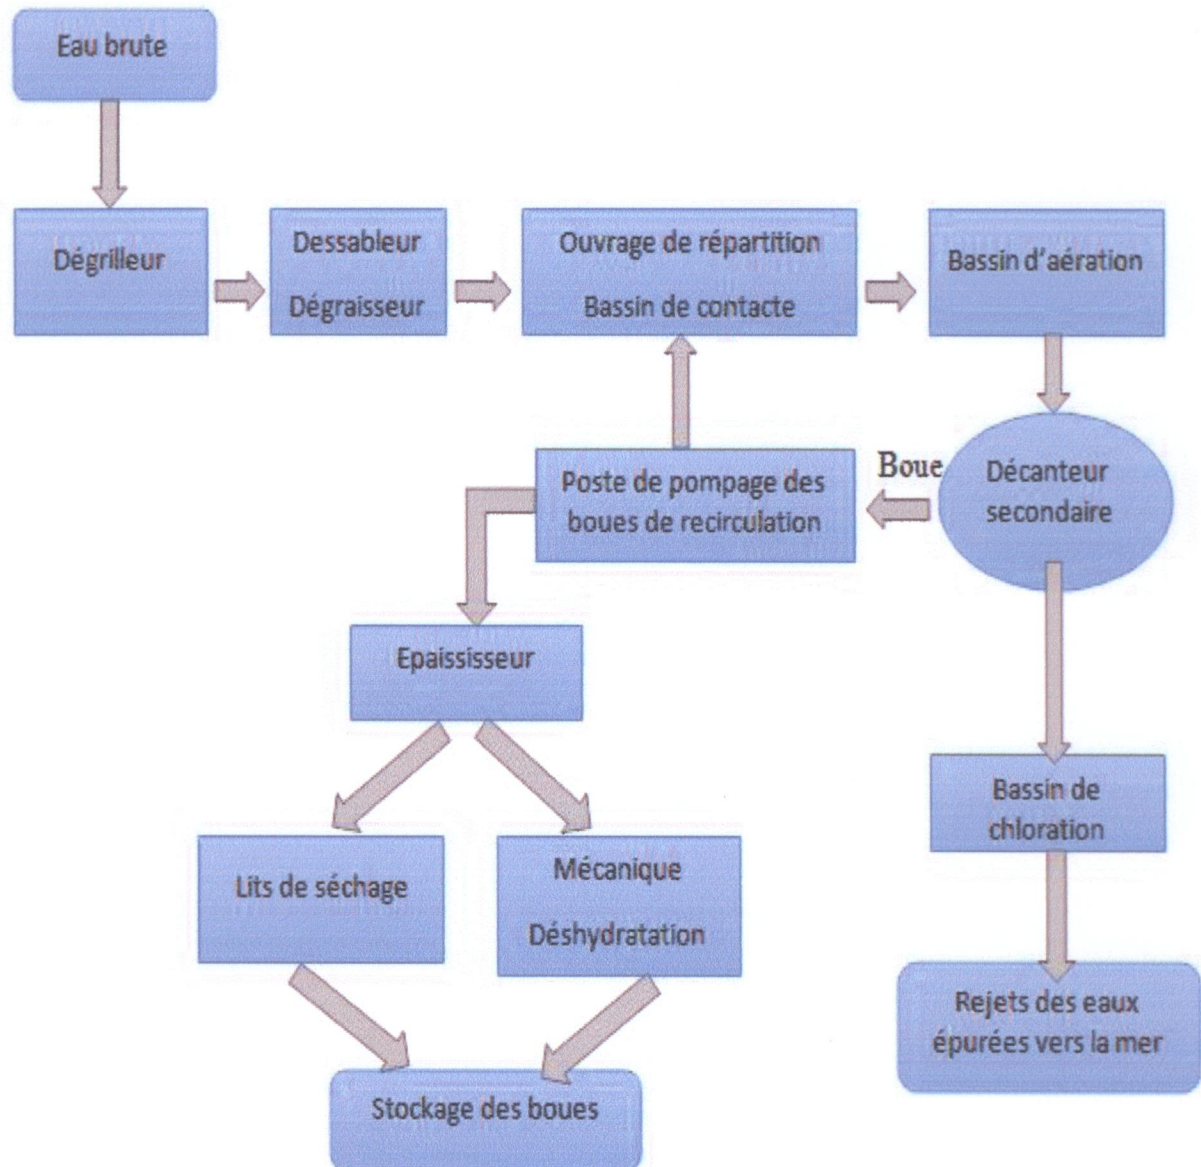 Eau brute
Dégrilleur
Dessableur
Dégraisseur
Ouvrage de répartition
Bassin de contacte
Bassin d'aération
Boue
Décanteur
secondaire
Poste de pompage des
boues de recirculation
Epaississeur
Bassin de
chloration
Lits de séchage
Mécanique
Déshydratation
Rejets des eaux
épurées vers la mer
Stockage des boues